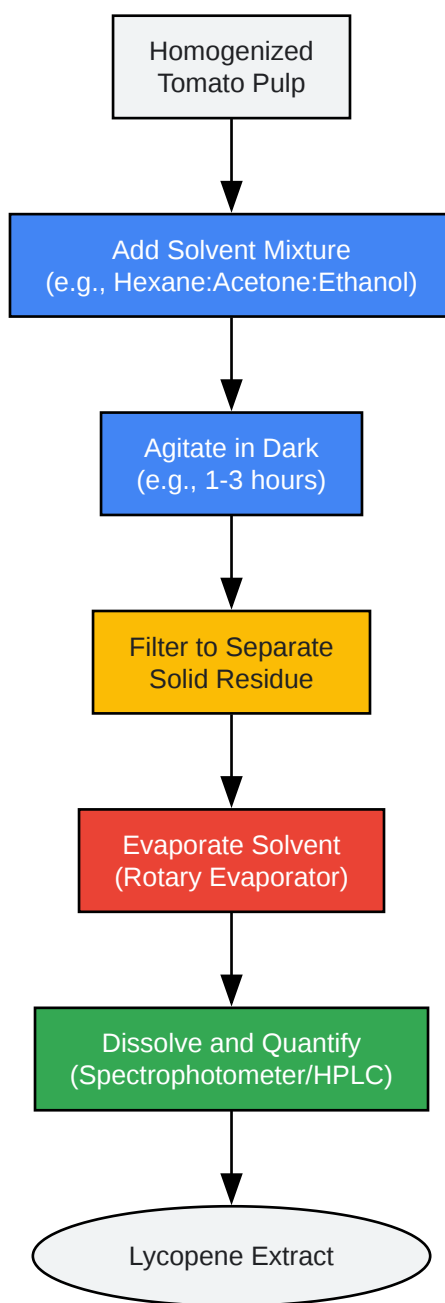 Homogenized
Tomato Pulp
Add Solvent Mixture
(e.g., Hexane:Acetone:Ethanol)
Agitate in Dark
(e.g., 1-3 hours)
Filter to Separate
Solid Residue
Evaporate Solvent
(Rotary Evaporator)
Dissolve and Quantify
(Spectrophotometer/HPLC)
Lycopene Extract